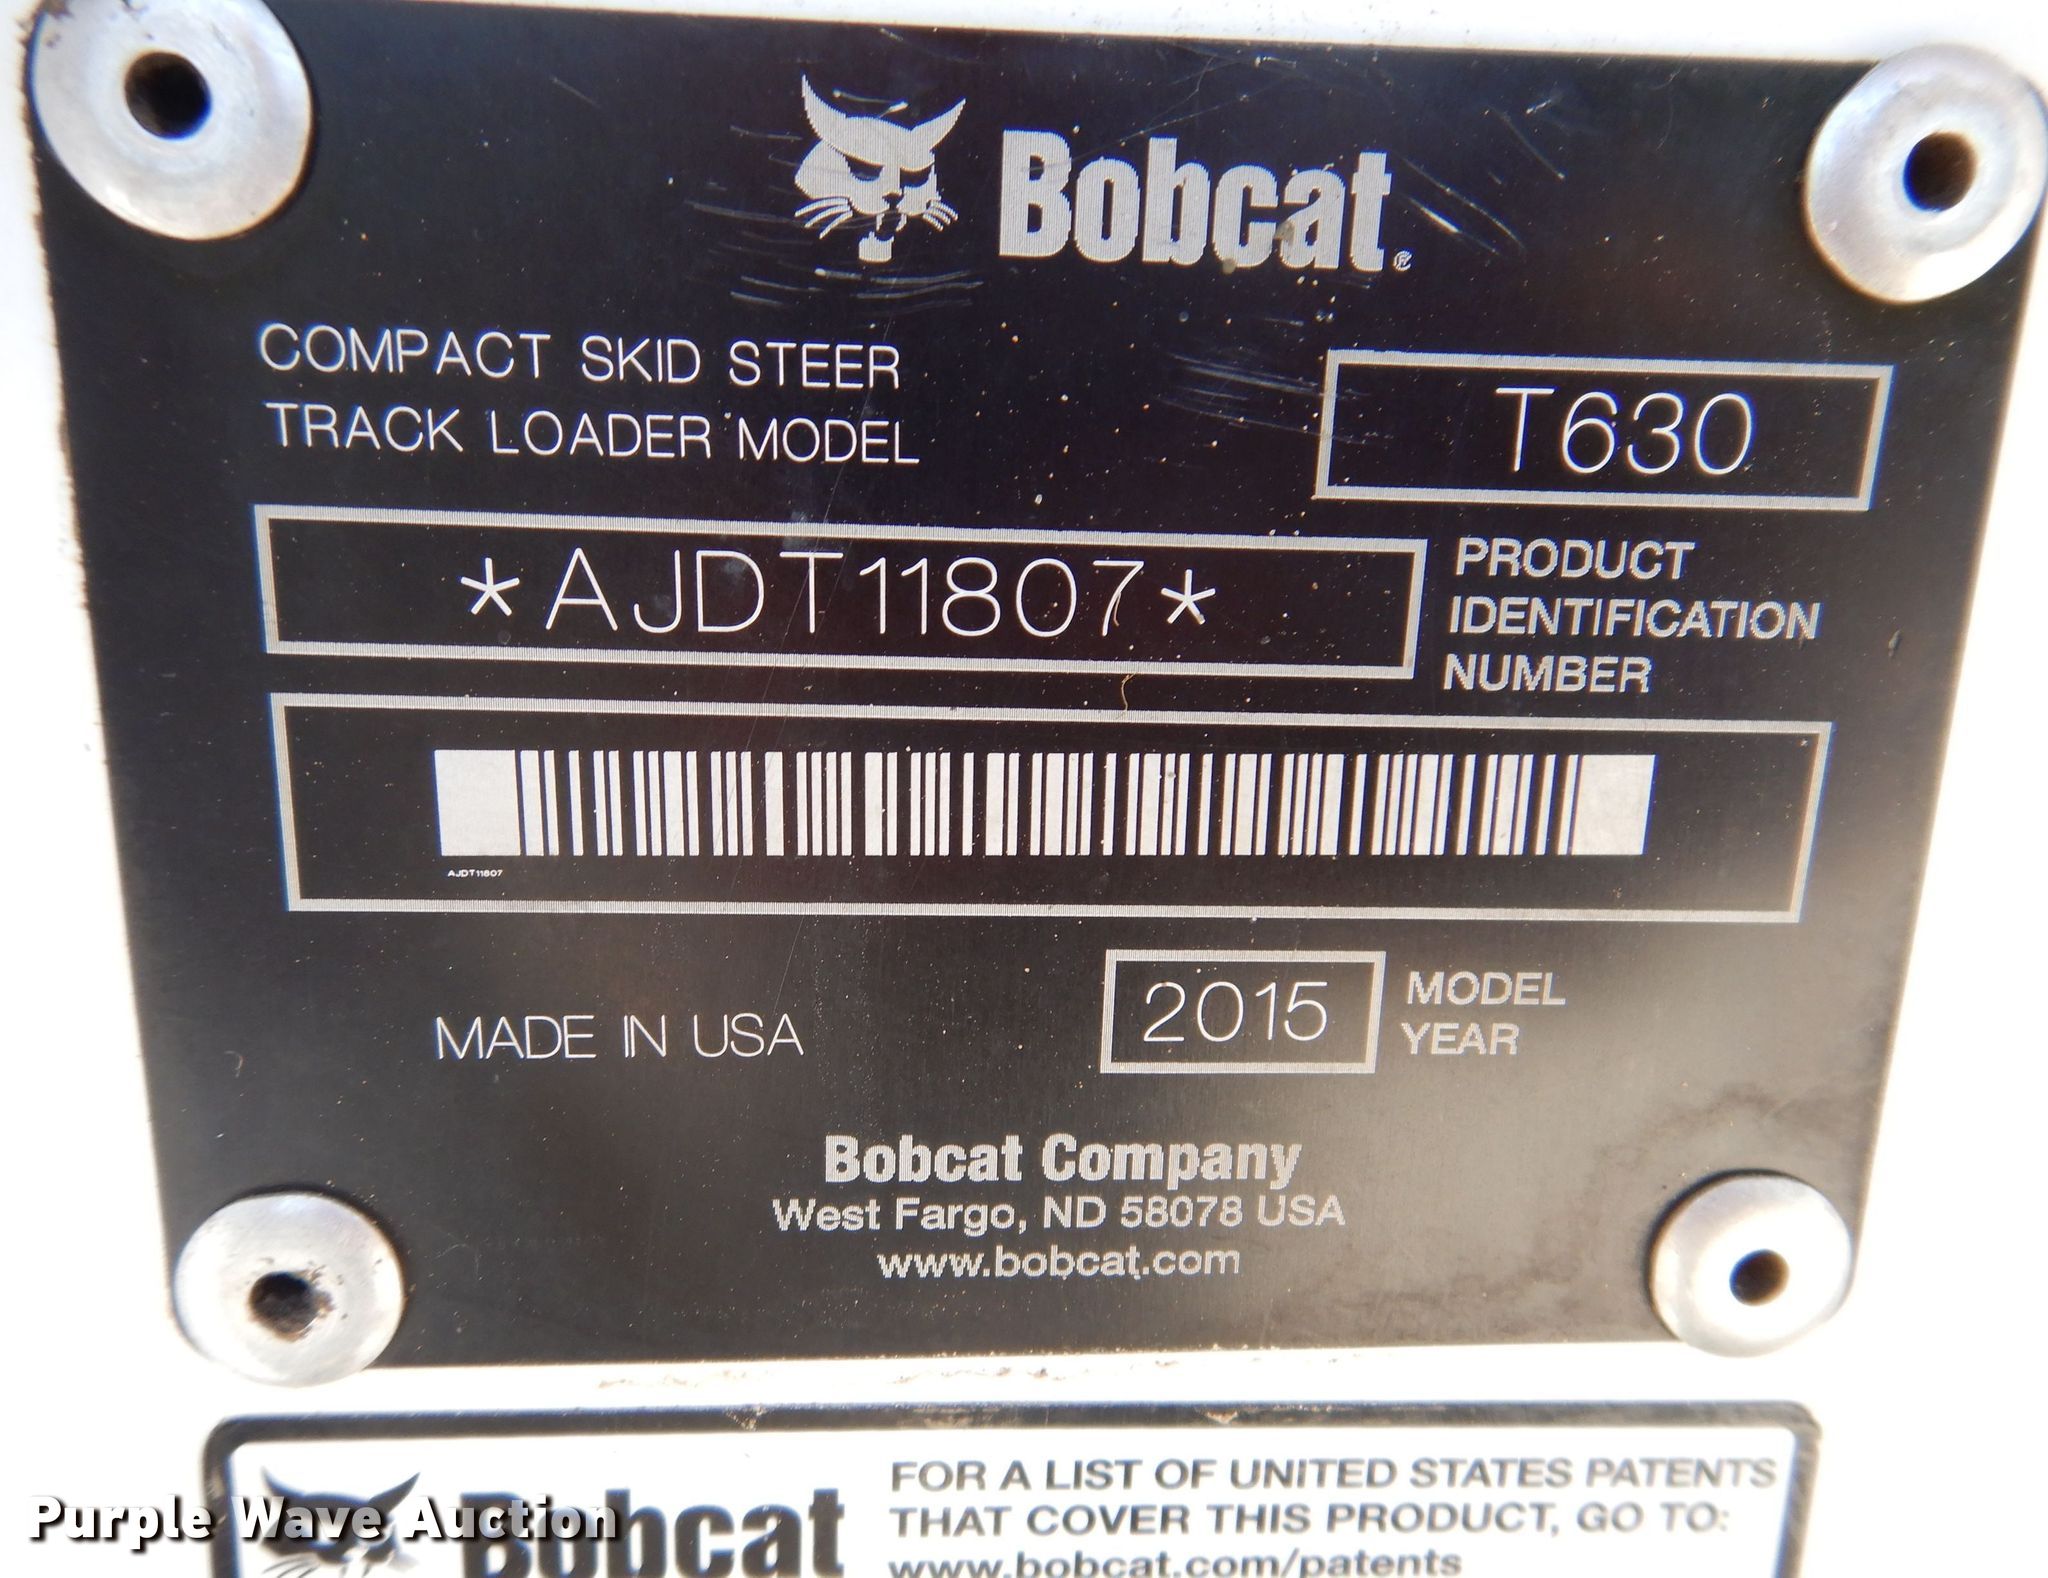 Bobcat®
COMPACT SKID STEER
TRACK LOADER MODEL
T630
*AJDT11807*
PRODUCT
IDENTIFICATION
NUMBER
AJDT11807
MADE IN USA
2015
MODEL
YEAR
Bobcat Company
West Fargo, ND 58078 USA
www.bobcat.com
Bobcat
FOR A LIST OF UNITED STATES PATENTS
THAT COVER THIS PRODUCT, GO TO:
www.bobcat.com/patents
Purple Wave Auction